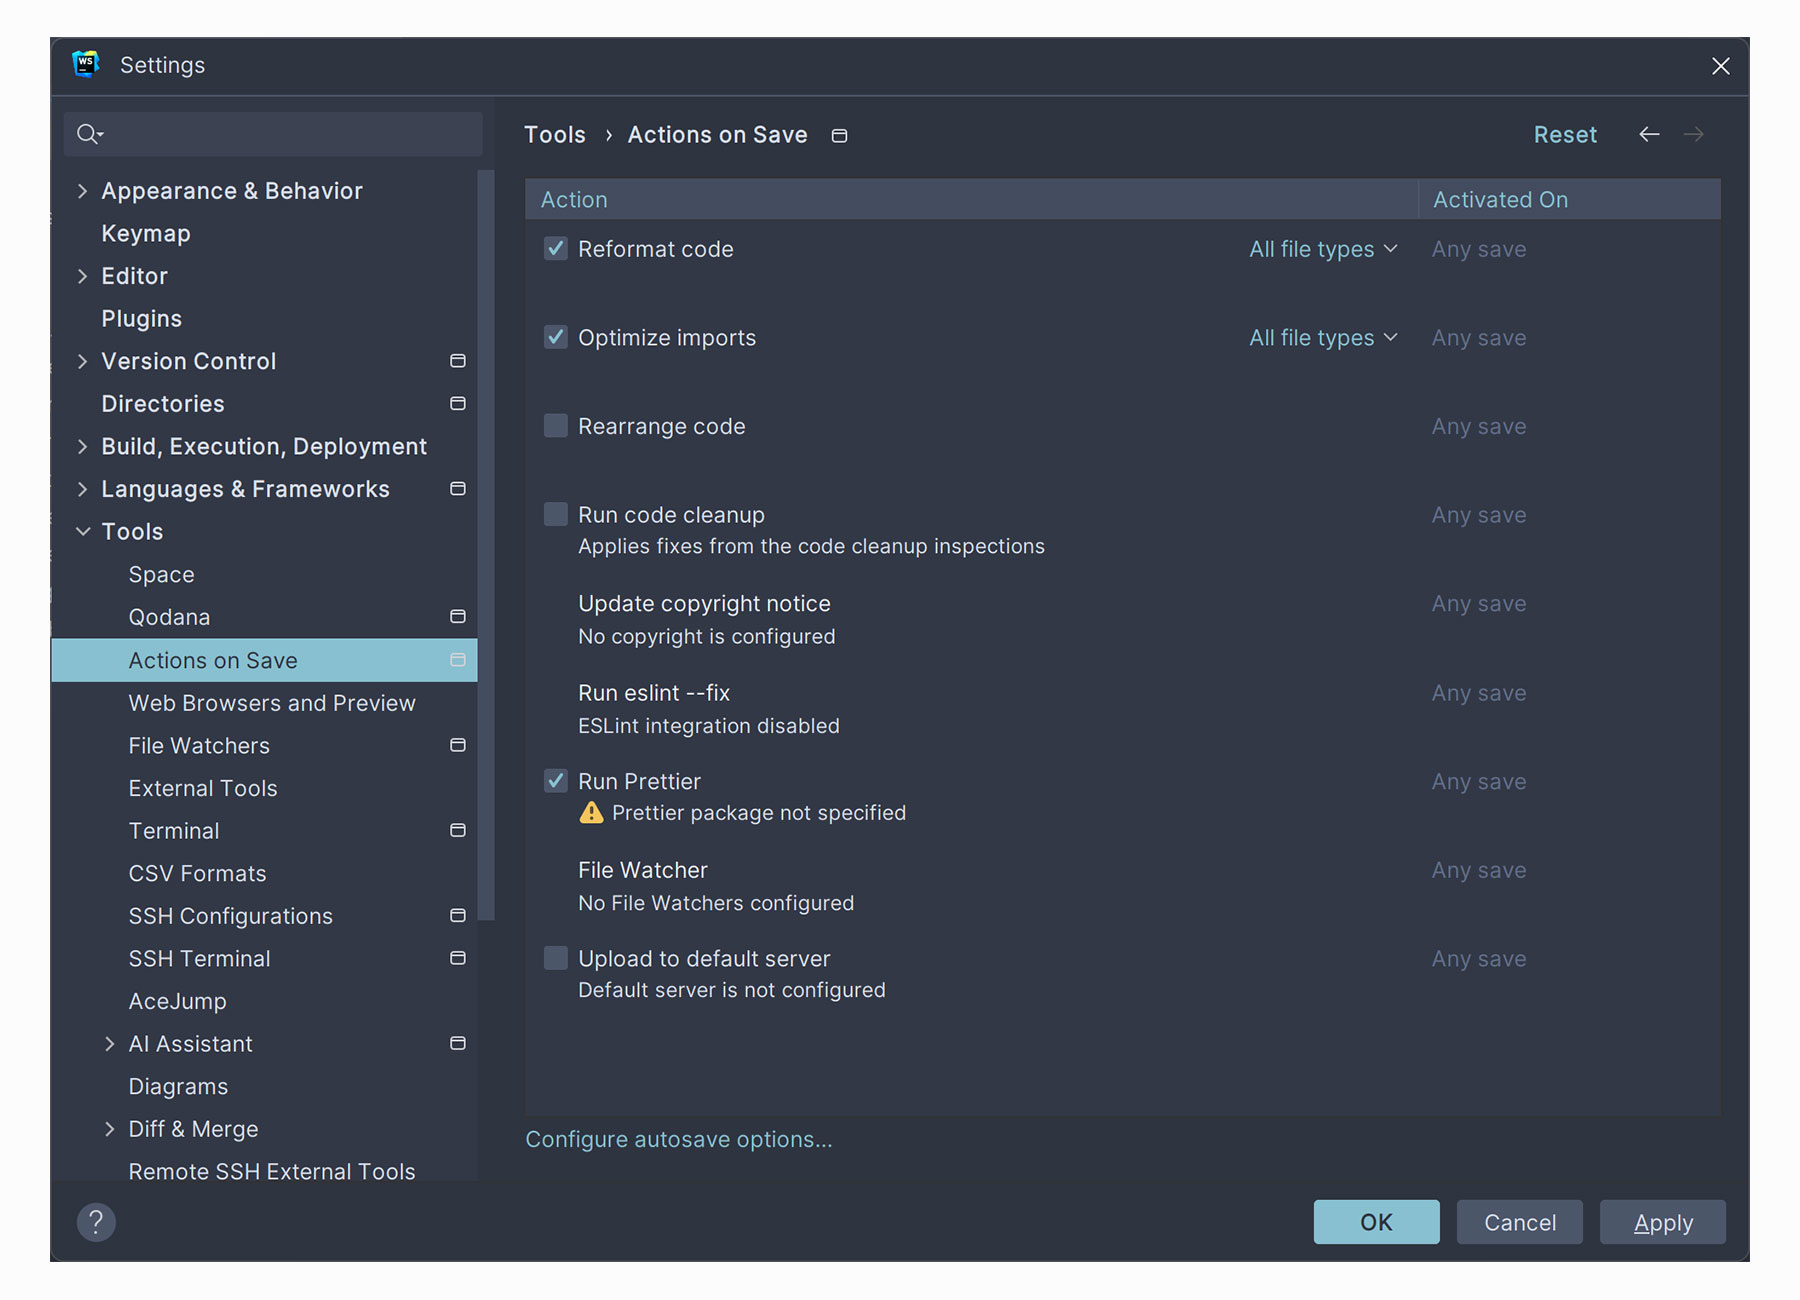 WS
Settings
Appearance & Behavior
Keymap
Editor
Plugins
Version Control
Directories
Build, Execution, Deployment
Languages & Frameworks
Tools
Space
Qodana
Actions on Save
Web Browsers and Preview
File Watchers
External Tools
Terminal
CSV Formats
SSH Configurations
SSH Terminal
AceJump
AI Assistant
Diagrams
Diff & Merge
Remote SSH External Tools
Tools › Actions on Save
Reset
Action Activated On
Reformat code All file types Any save
Optimize imports All file types Any save
Rearrange code Any save
Run code cleanup Any save
Applies fixes from the code cleanup inspections
Update copyright notice Any save
No copyright is configured
Run eslint --fix Any save
ESLint integration disabled
Run Prettier Any save
Prettier package not specified
File Watcher Any save
No File Watchers configured
Upload to default server Any save
Default server is not configured
Configure autosave options...
?
OK Cancel Apply